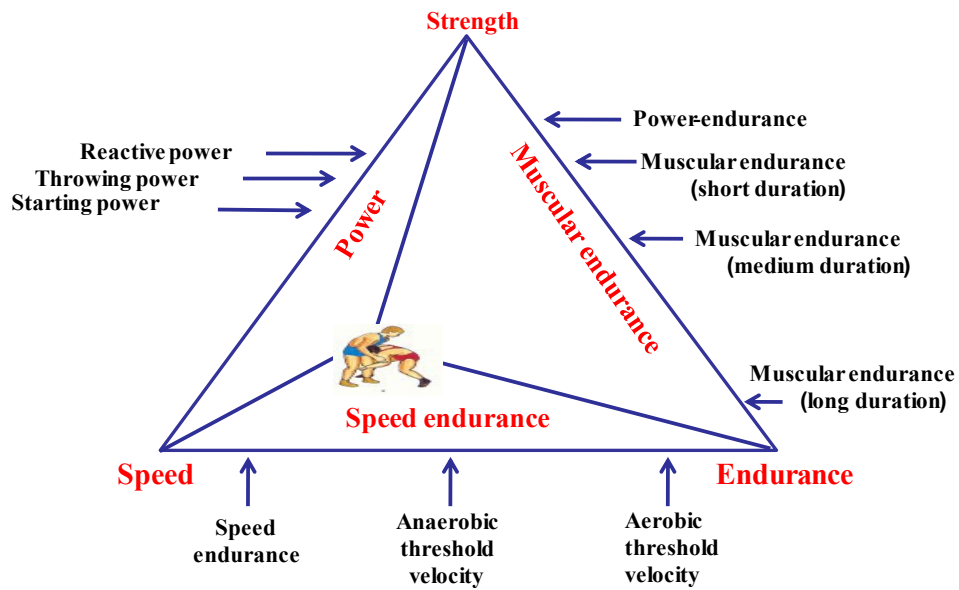 Strength
Power-endurance
Reactive power
Muscular endurance
(short duration)
Throwing power
Starting power
Power
Muscular endurance
Muscular endurance
(medium duration)
Muscular endurance
(long duration)
Speed endurance
Speed
Endurance
Speed
endurance
Anaerobic
threshold
velocity
Aerobic
threshold
velocity